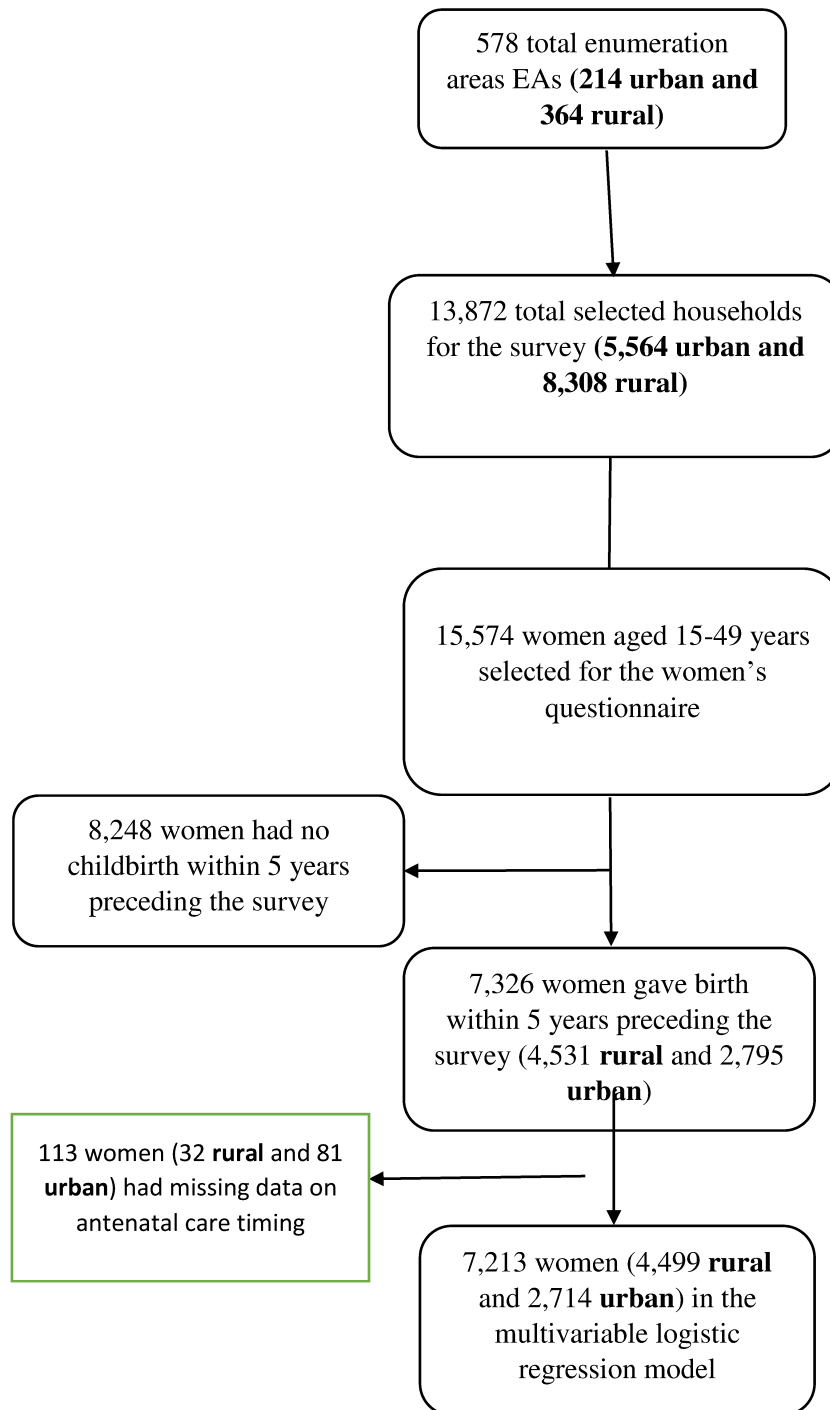 578 total enumeration
areas EAs (214 urban and
364 rural)
13,872 total selected households
for the survey (5,564 urban and
8,308 rural)
15,574 women aged 15-49 years
selected for the women’s
questionnaire
8,248 women had no
childbirth within 5 years
preceding the survey
7,326 women gave birth
within 5 years preceding the
survey (4,531 rural and 2,795
urban)
113 women (32 rural and 81
urban) had missing data on
antenatal care timing
7,213 women (4,499 rural
and 2,714 urban) in the
multivariable logistic
regression model